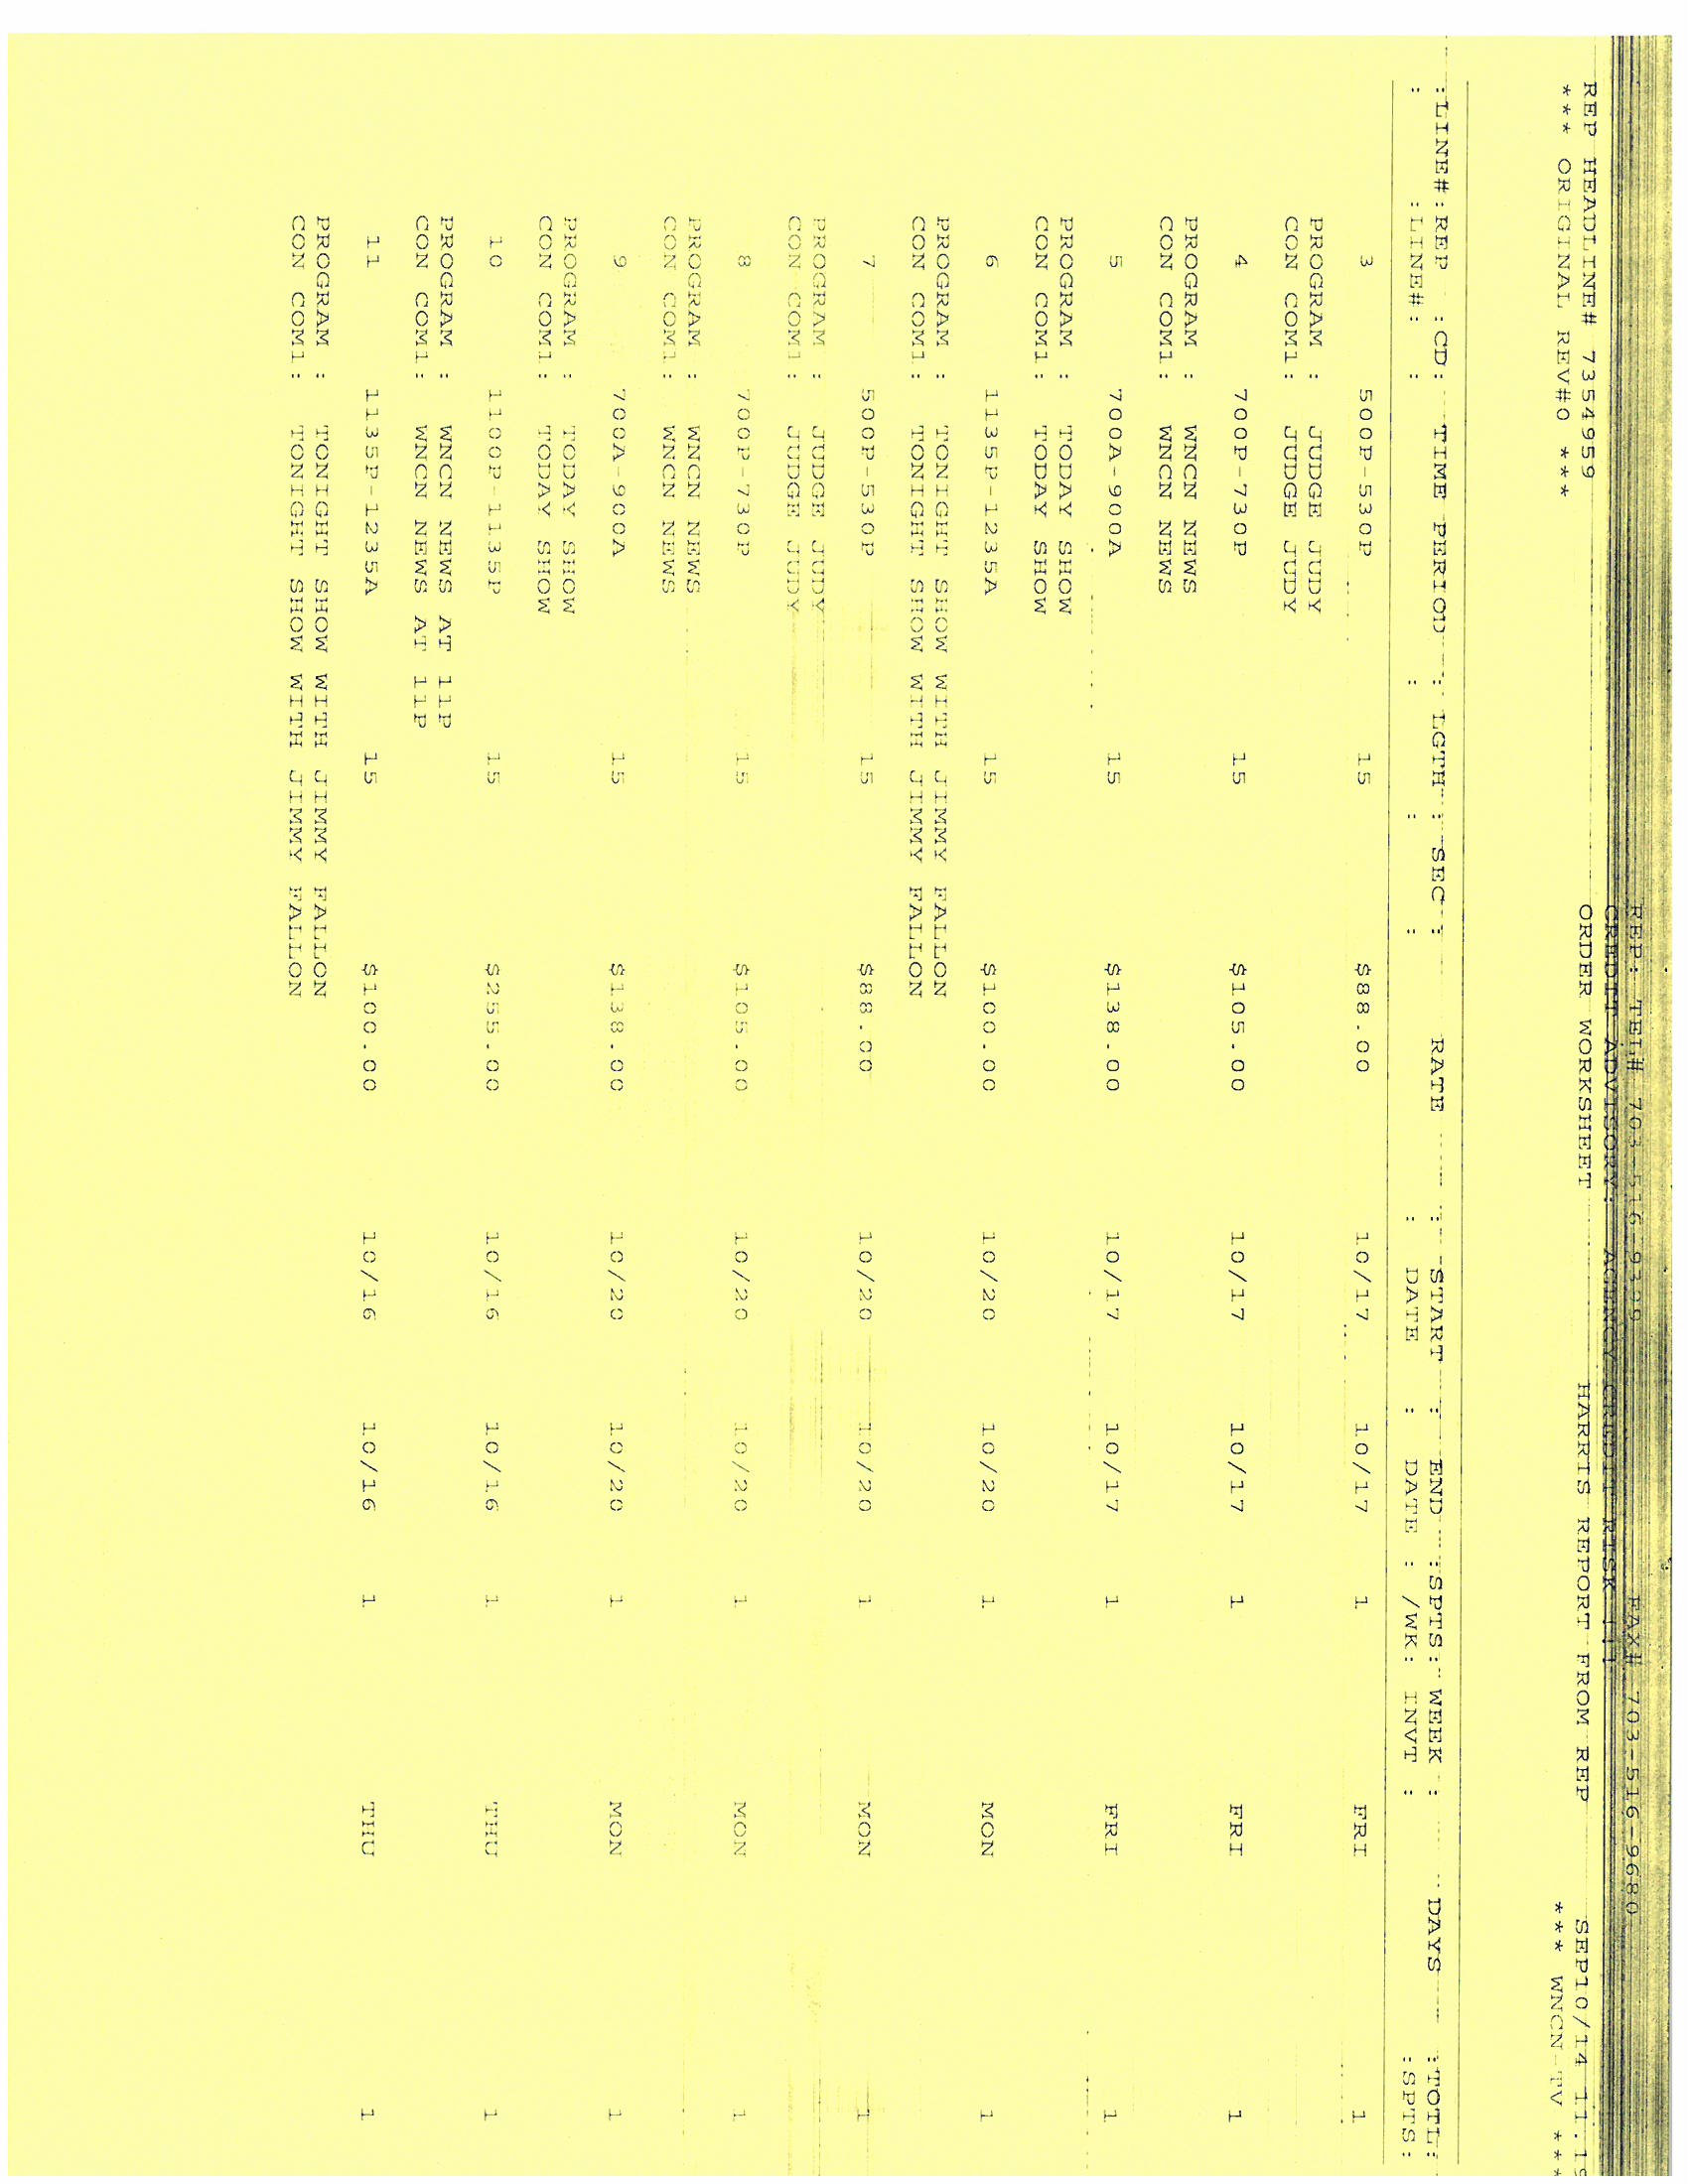 REP: TEL# 703-516-9399 FAX# 703-516-9680
CREDIT ADVISORY: AGENCY CREDIT RISK
REP HEADLINE# 7354959 ORDER WORKSHEET HARRIS REPORT FROM REP SEP10/14 11.19
*** ORIGINAL REV#0 *** *** WNCN-TV ***
:LINE#:REP :CD: TIME PERIOD : LGTH : SEC : RATE : START : END :SPTS: WEEK : DAYS :TOTL:
: :LINE#: : : : : : DATE : DATE : /WK: INVT : :SPTS:
3 500P-530P 15 $88.00 10/17 10/17 1 FRI 1
PROGRAM : JUDGE JUDY
CON COM1: JUDGE JUDY
4 700P-730P 15 $105.00 10/17 10/17 1 FRI 1
PROGRAM : WNCN NEWS
CON COM1: WNCN NEWS
5 700A-900A 15 $138.00 10/17 10/17 1 FRI 1
PROGRAM : TODAY SHOW
CON COM1: TODAY SHOW
6 1135P-1235A 15 $100.00 10/20 10/20 1 MON 1
PROGRAM : TONIGHT SHOW WITH JIMMY FALLON
CON COM1: TONIGHT SHOW WITH JIMMY FALLON
7 500P-530P 15 $88.00 10/20 10/20 1 MON 1
PROGRAM : JUDGE JUDY
CON COM1: JUDGE JUDY
8 700P-730P 15 $105.00 10/20 10/20 1 MON 1
PROGRAM : WNCN NEWS
CON COM1: WNCN NEWS
9 700A-900A 15 $138.00 10/20 10/20 1 MON 1
PROGRAM : TODAY SHOW
CON COM1: TODAY SHOW
10 1100P-1135P 15 $255.00 10/16 10/16 1 THU 1
PROGRAM : WNCN NEWS AT 11P
CON COM1: WNCN NEWS AT 11P
11 1135P-1235A 15 $100.00 10/16 10/16 1 THU 1
PROGRAM : TONIGHT SHOW WITH JIMMY FALLON
CON COM1: TONIGHT SHOW WITH JIMMY FALLON